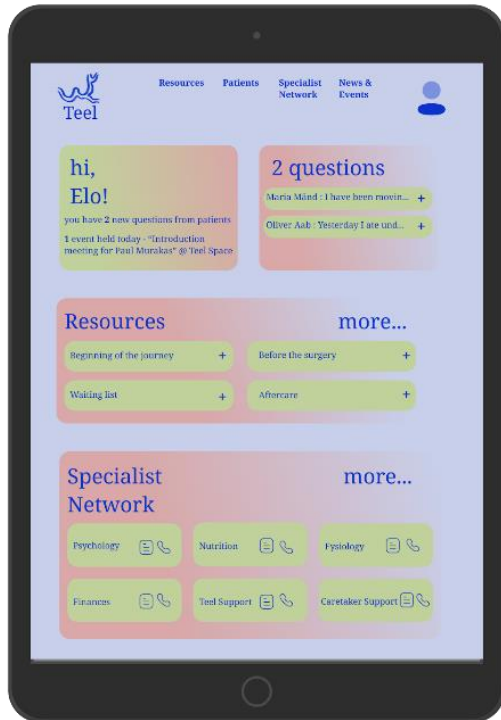 Teel
Resources
Patients
Specialist
Network
News &
Events
hi,
Elo!
you have 2 new questions from patients
1 event held today - "Introduction
meeting for Paul Murakas" @ Teel Space
2 questions
Maria Mänd : I have been movin... +
Oliver Aab : Yesterday I ate und... +
Resources
more...
Beginning of the journey +
Before the surgery +
Waiting list +
Aftercare +
Specialist
Network
more...
Psychology
Nutrition
Fysiology
Finances
Teel Support
Caretaker Support